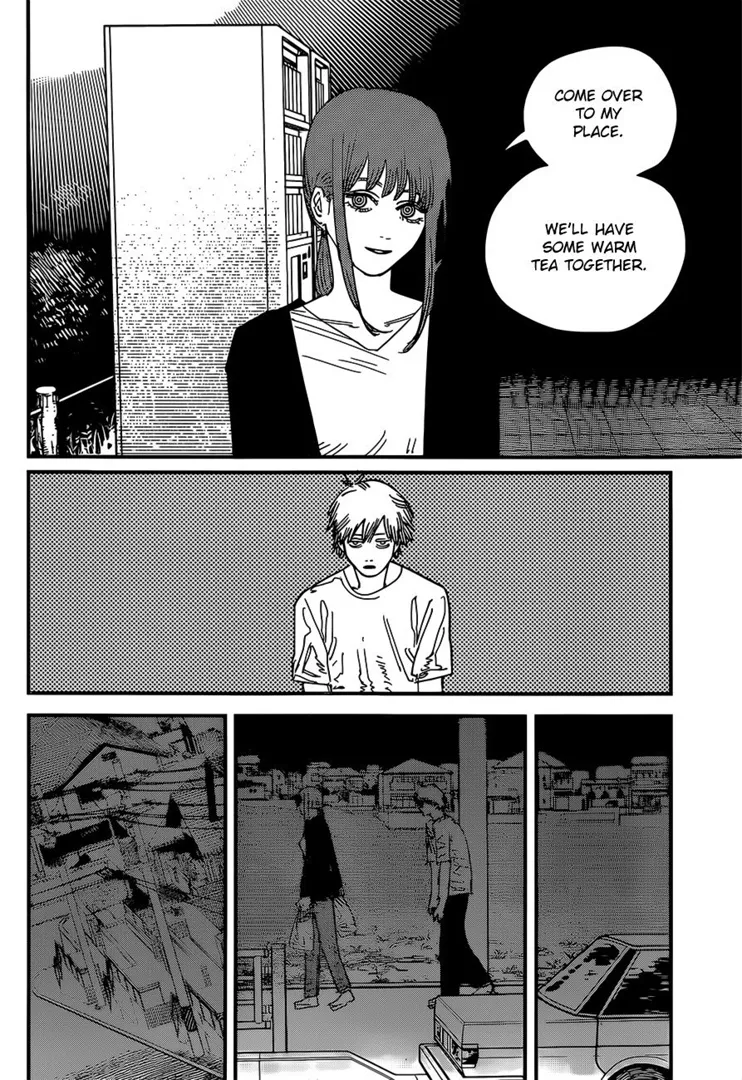 COME OVER
TO MY
PLACE.
WE'LL HAVE
SOME WARM
TEA TOGETHER.